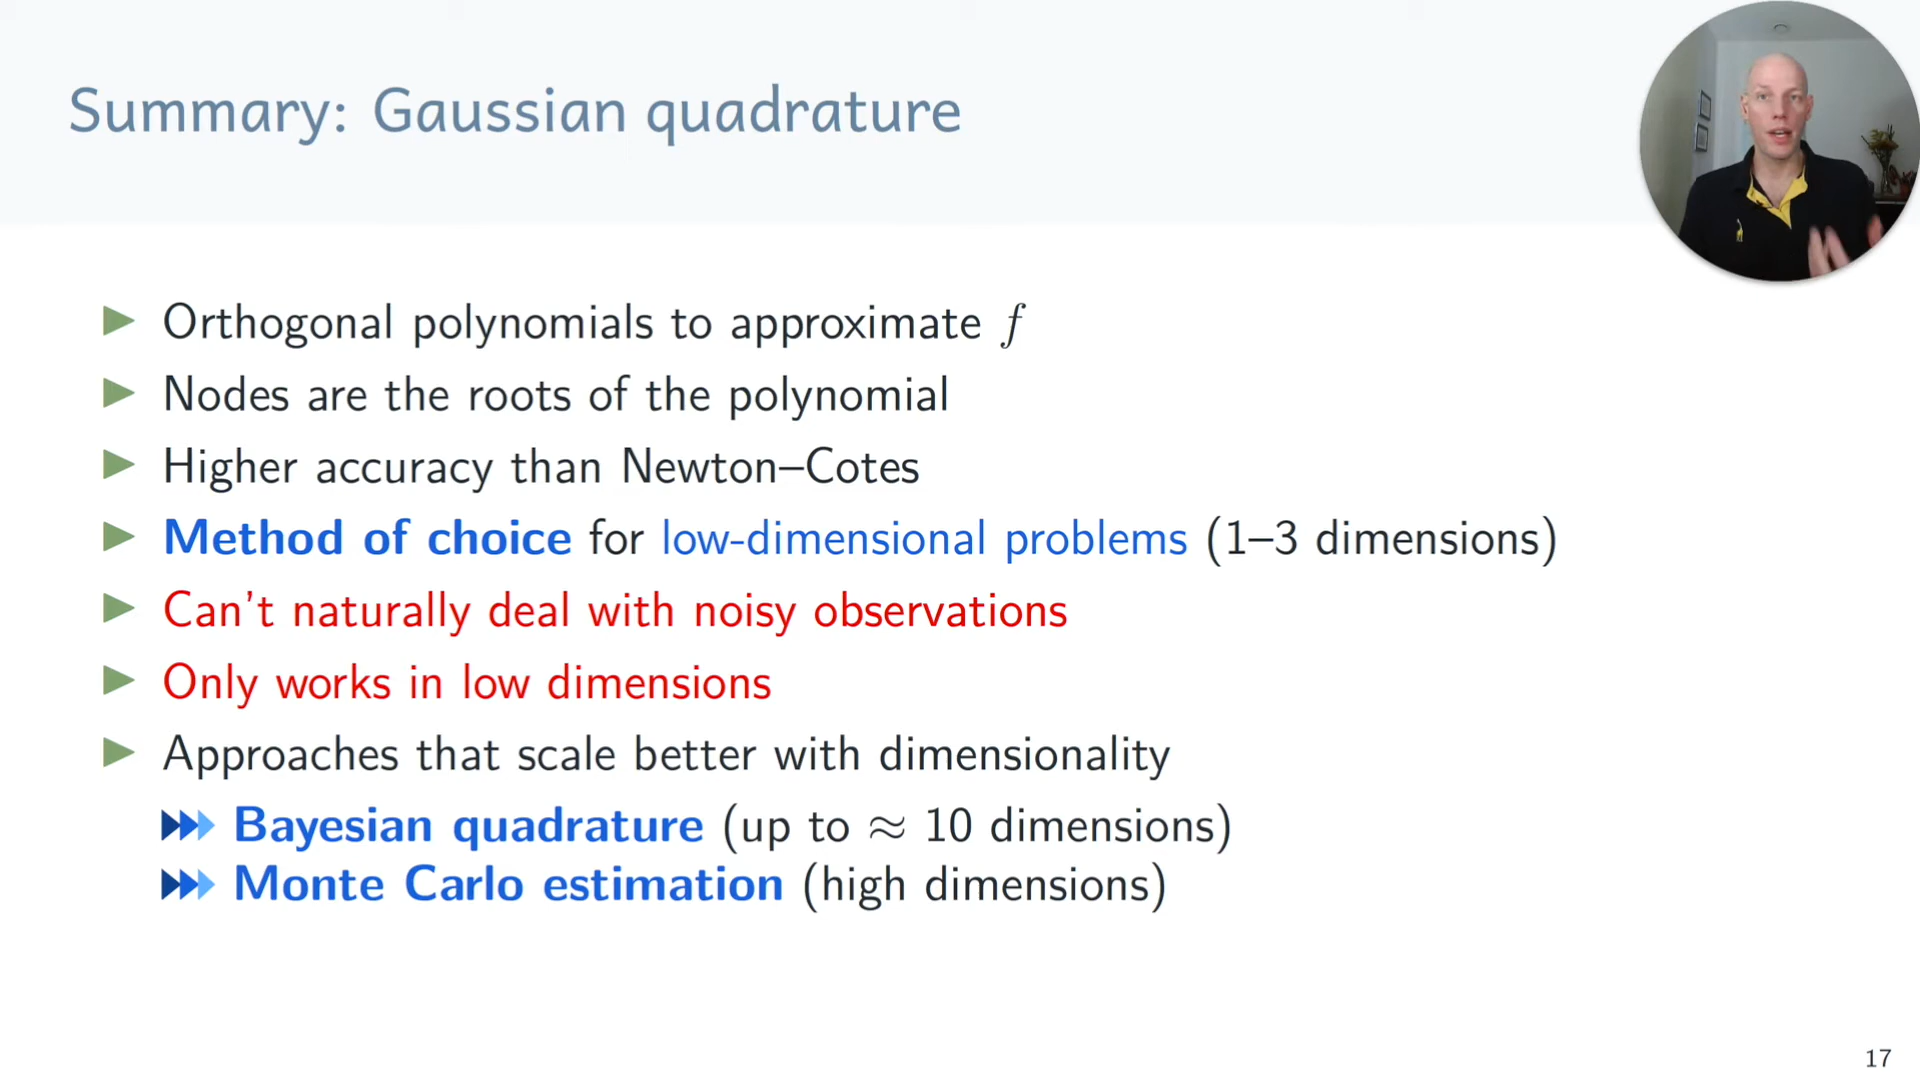 Summary: Gaussian quadrature
Orthogonal polynomials to approximate f
Nodes are the roots of the polynomial
Higher accuracy than Newton–Cotes
Method of choice for low-dimensional problems (1–3 dimensions)
Can't naturally deal with noisy observations
Only works in low dimensions
Approaches that scale better with dimensionality
Bayesian quadrature (up to ≈ 10 dimensions)
Monte Carlo estimation (high dimensions)
17